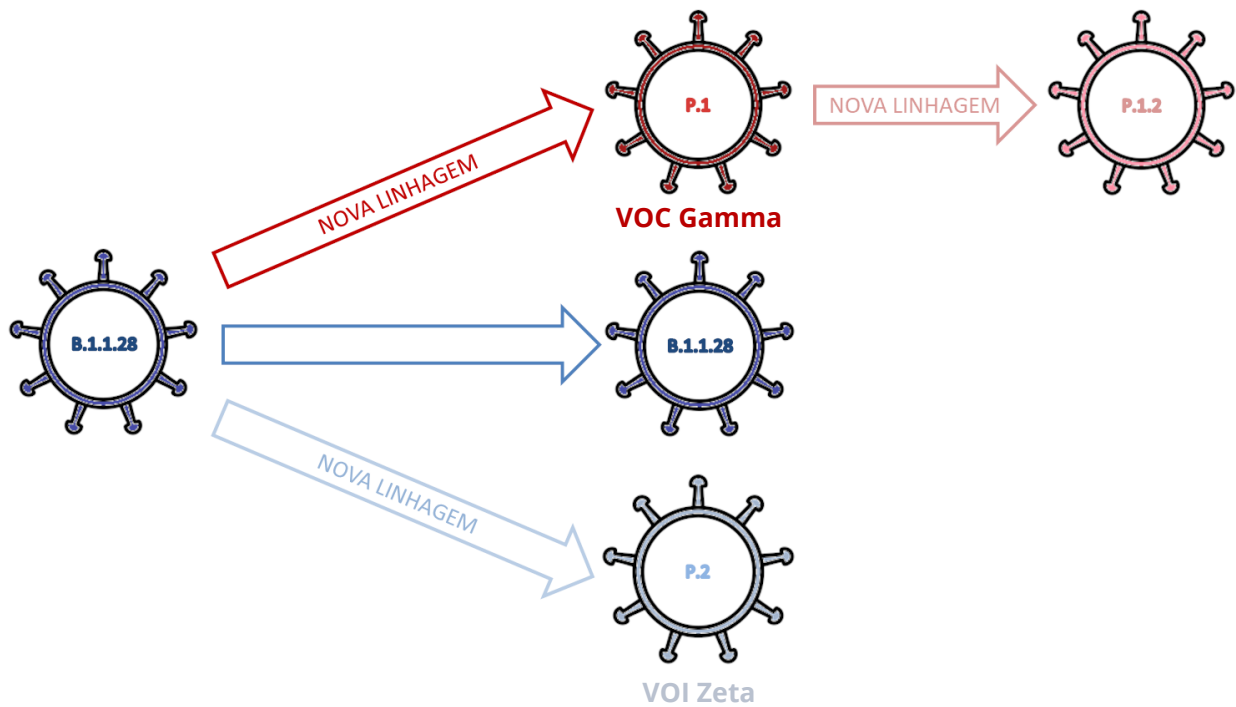 P.1
NOVA LINHAGEM
P.1.2
NOVA LINHAGEM
VOC Gamma
B.1.1.28
B.1.1.28
NOVA LINHAGEM
P.2
VOI Zeta